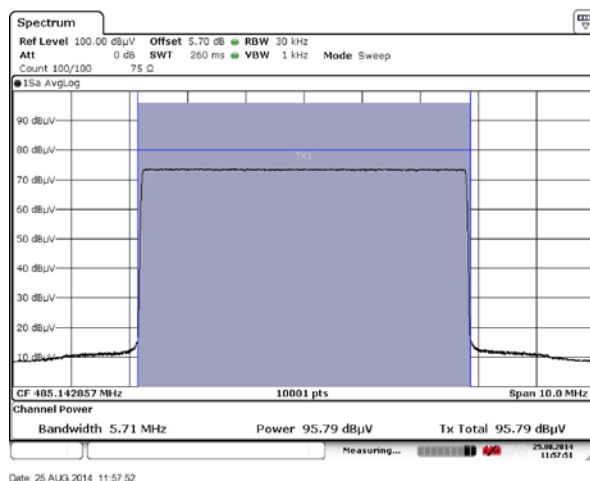 Spectrum
Ref Level 100.00 dBµV Offset 5.70 dB RBW 30 kHz
Att 0 dB SWT 260 ms VBW 1 kHz Mode Sweep
Count 100/100 75 Ω
1Sa AvgLog
90 dBµV
80 dBµV
TX1
70 dBµV
60 dBµV
50 dBµV
40 dBµV
30 dBµV
20 dBµV
10 dBµV
CF 485.142857 MHz 10001 pts Span 10.0 MHz
Channel Power
Bandwidth 5.71 MHz Power 95.79 dBµV Tx Total 95.79 dBµV
Measuring... 25.08.2014
11:57:51
Date: 25 AUG 2014 11:57:52